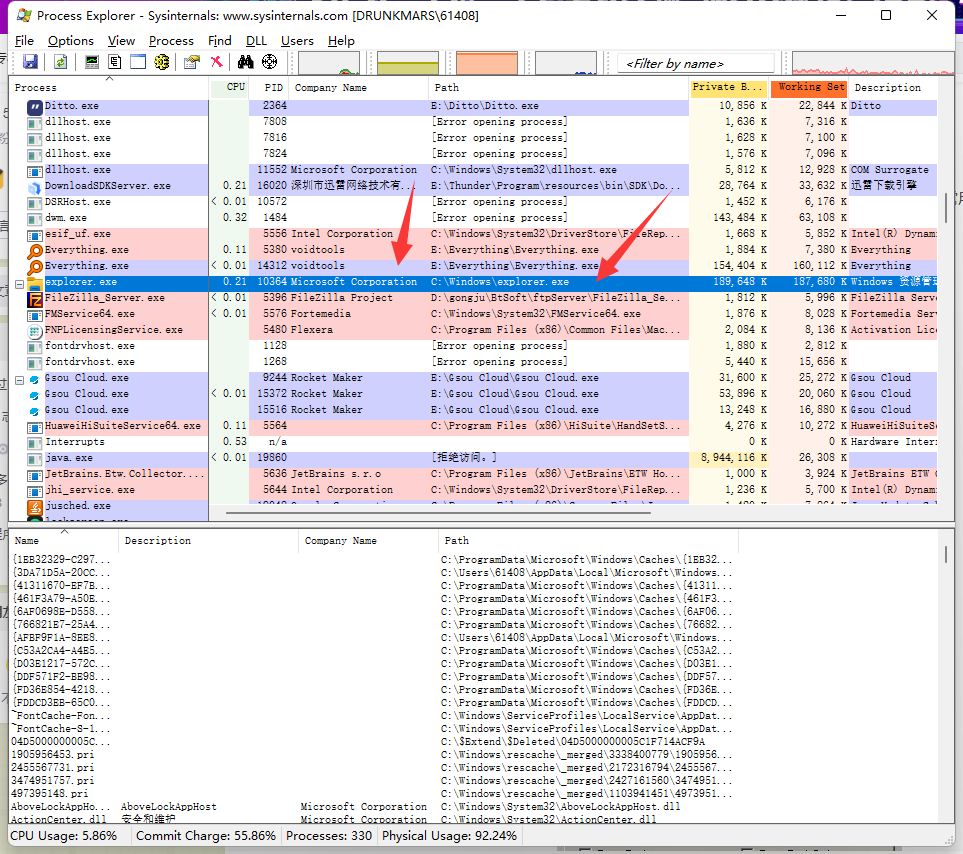 Process Explorer - Sysinternals: www.sysinternals.com [DRUNKMARS\61408]
File Options View Process Find DLL Users Help
<Filter by name>
Process CPU PID Company Name Path Private B... Working Set Description
Ditto.exe 2364 E:\Ditto\Ditto.exe 10,856 K 22,844 K Ditto
dllhost.exe 7808 [Error opening process] 1,636 K 7,316 K
dllhost.exe 7816 [Error opening process] 1,628 K 7,100 K
dllhost.exe 7824 [Error opening process] 1,576 K 7,096 K
dllhost.exe 11552 Microsoft Corporation C:\Windows\System32\dllhost.exe 5,812 K 12,928 K COM Surrogate
DownloadSDKServer.exe 0.21 16020 深圳市迅雷网络技术有... E:\Thunder\Program\resources\bin\SDK\Do... 28,764 K 33,632 K 迅雷下载引擎
DSRHost.exe < 0.01 10572 [Error opening process] 1,452 K 6,176 K
dwm.exe 0.32 1484 [Error opening process] 143,484 K 63,108 K
esif_uf.exe 5556 Intel Corporation C:\Windows\System32\DriverStore\FileRep... 1,668 K 5,852 K Intel(R) Dynami
Everything.exe 0.11 5380 voidtools E:\Everything\Everything.exe 1,884 K 7,380 K Everything
Everything.exe < 0.01 14312 voidtools E:\Everything\Everything.exe 154,404 K 160,112 K Everything
explorer.exe 0.21 10364 Microsoft Corporation C:\Windows\explorer.exe 189,648 K 187,680 K Windows 资源管理
FileZilla_Server.exe < 0.01 5396 FileZilla Project D:\gongju\BtSoft\ftpServer\FileZilla_Se... 1,812 K 5,996 K FileZilla Serve
FMService64.exe < 0.01 5576 Fortemedia C:\Windows\System32\FMService64.exe 1,876 K 8,028 K Fortemedia Serv
FNPLicensingService.exe 5480 Flexera C:\Program Files (x86)\Common Files\Mac... 2,084 K 8,136 K Activation Lice
fontdrvhost.exe 1128 [Error opening process] 1,880 K 2,812 K
fontdrvhost.exe 1268 [Error opening process] 5,440 K 15,656 K
Gsou Cloud.exe 9244 Rocket Maker E:\Gsou Cloud\Gsou Cloud.exe 31,600 K 25,272 K Gsou Cloud
Gsou Cloud.exe < 0.01 15372 Rocket Maker E:\Gsou Cloud\Gsou Cloud.exe 53,896 K 20,060 K Gsou Cloud
Gsou Cloud.exe 15516 Rocket Maker E:\Gsou Cloud\Gsou Cloud.exe 13,248 K 16,880 K Gsou Cloud
HuaweiHiSuiteService64.exe 0.11 5564 C:\Program Files (x86)\HiSuite\HandSetS... 4,276 K 10,272 K HuaweiHiSuiteSe
Interrupts 0.53 n/a 0 K 0 K Hardware Inter
java.exe < 0.01 19860 [拒绝访问。] 8,944,116 K 26,308 K
JetBrains.Etw.Collector.... 5636 JetBrains s.r.o C:\Program Files\JetBrains\ETW Ho... 1,000 K 3,924 K JetBrains ETW
jhi_service.exe 5644 Intel Corporation C:\Windows\System32\DriverStore\FileRep... 1,236 K 5,700 K Intel(R) Dynami
jusched.exe
Name Description Company Name Path
{1EB32329-C297... C:\ProgramData\Microsoft\Windows\Caches\{1EB32...
{3DA71D5A-20CC... C:\Users\61408\AppData\Local\Microsoft\Windows...
{41311670-EF7B... C:\ProgramData\Microsoft\Windows\Caches\{41311...
{461F3A79-A50E... C:\ProgramData\Microsoft\Windows\Caches\{461F3...
{6AF0698E-D558... C:\ProgramData\Microsoft\Windows\Caches\{6AF06...
{766821E7-25A4... C:\ProgramData\Microsoft\Windows\Caches\{76682...
{AFBF9F1A-8EE8... C:\Users\61408\AppData\Local\Microsoft\Windows...
{C53A2CA4-A4E5... C:\ProgramData\Microsoft\Windows\Caches\{C53A2...
{D03E1217-572C... C:\ProgramData\Microsoft\Windows\Caches\{D03E1...
{DDF571F2-BE98... C:\ProgramData\Microsoft\Windows\Caches\{DDF57...
{FD36E854-4218... C:\ProgramData\Microsoft\Windows\Caches\{FD36E...
{FDDCD3EB-65C0... C:\ProgramData\Microsoft\Windows\Caches\{FDDCD...
~FontCache-Fon... C:\Windows\ServiceProfiles\LocalService\AppDat...
~FontCache-S-1... C:\Windows\ServiceProfiles\LocalService\AppDat...
04D5000000005C... C:\$Extend\$Deleted\04D5000000005C1F714ACF9A
1905956453.pri C:\Windows\rescache\_merged\3338400779\1905956...
2455567731.pri C:\Windows\rescache\_merged\2172316794\2455567...
3474951757.pri C:\Windows\rescache\_merged\2427161560\3474951...
497395148.pri C:\Windows\rescache\_merged\1103941451\4973951...
AboveLockAppHo... AboveLockAppHost Microsoft Corporation C:\Windows\System32\AboveLockAppHost.dll
ActionCenter.dll 安全和维护 Microsoft Corporation C:\Windows\System32\ActionCenter.dll
CPU Usage: 5.86% Commit Charge: 55.86% Processes: 330 Physical Usage: 92.24%